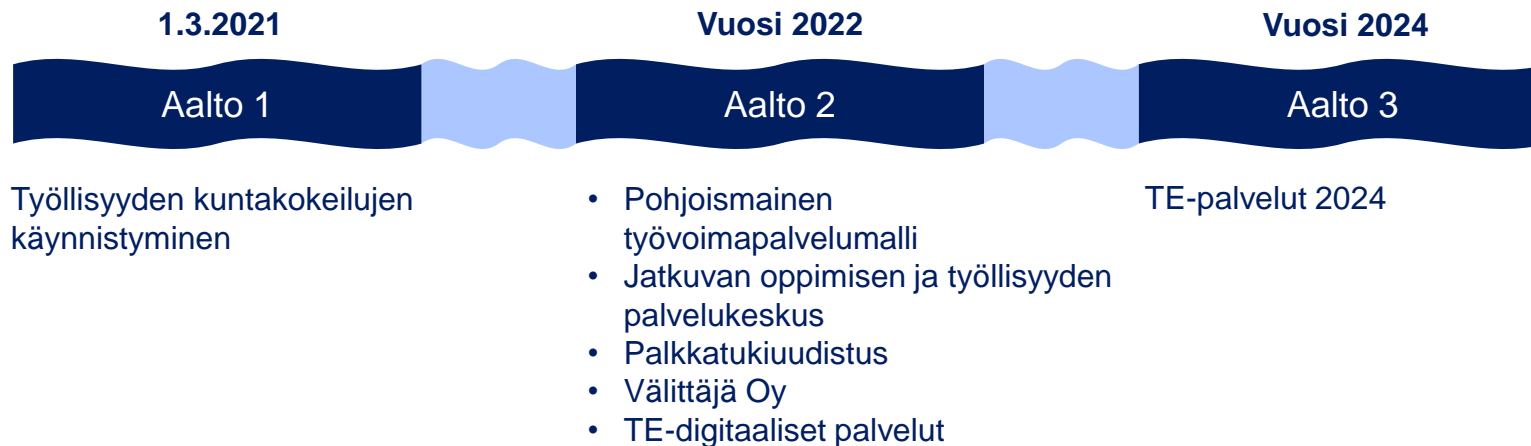 1.3.2021
Vuosi 2022
Vuosi 2024
Aalto 1
Aalto 2
Aalto 3
Työllisyyden kuntakokeilujen
käynnistyminen
• Pohjoismainen
työvoimapalvelumalli
• Jatkuvan oppimisen ja työllisyyden
palvelukeskus
• Palkkatukiuudistus
• Välittäjä Oy
• TE-digitaaliset palvelut
TE-palvelut 2024